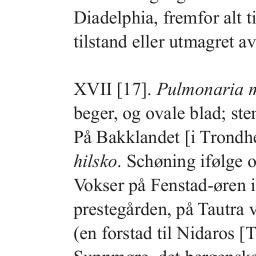 Diadelphia, fremfor alt ti
tilstand eller utmagret av
XVII [17]. Pulmonaria m
beger, og ovale blad; ster
På Bakklandet [i Trondhe
hilsko. Schøning ifølge o
Vokser på Fenstad-øren i
prestegården, på Tautra v
(en forstad til Nidaros [T